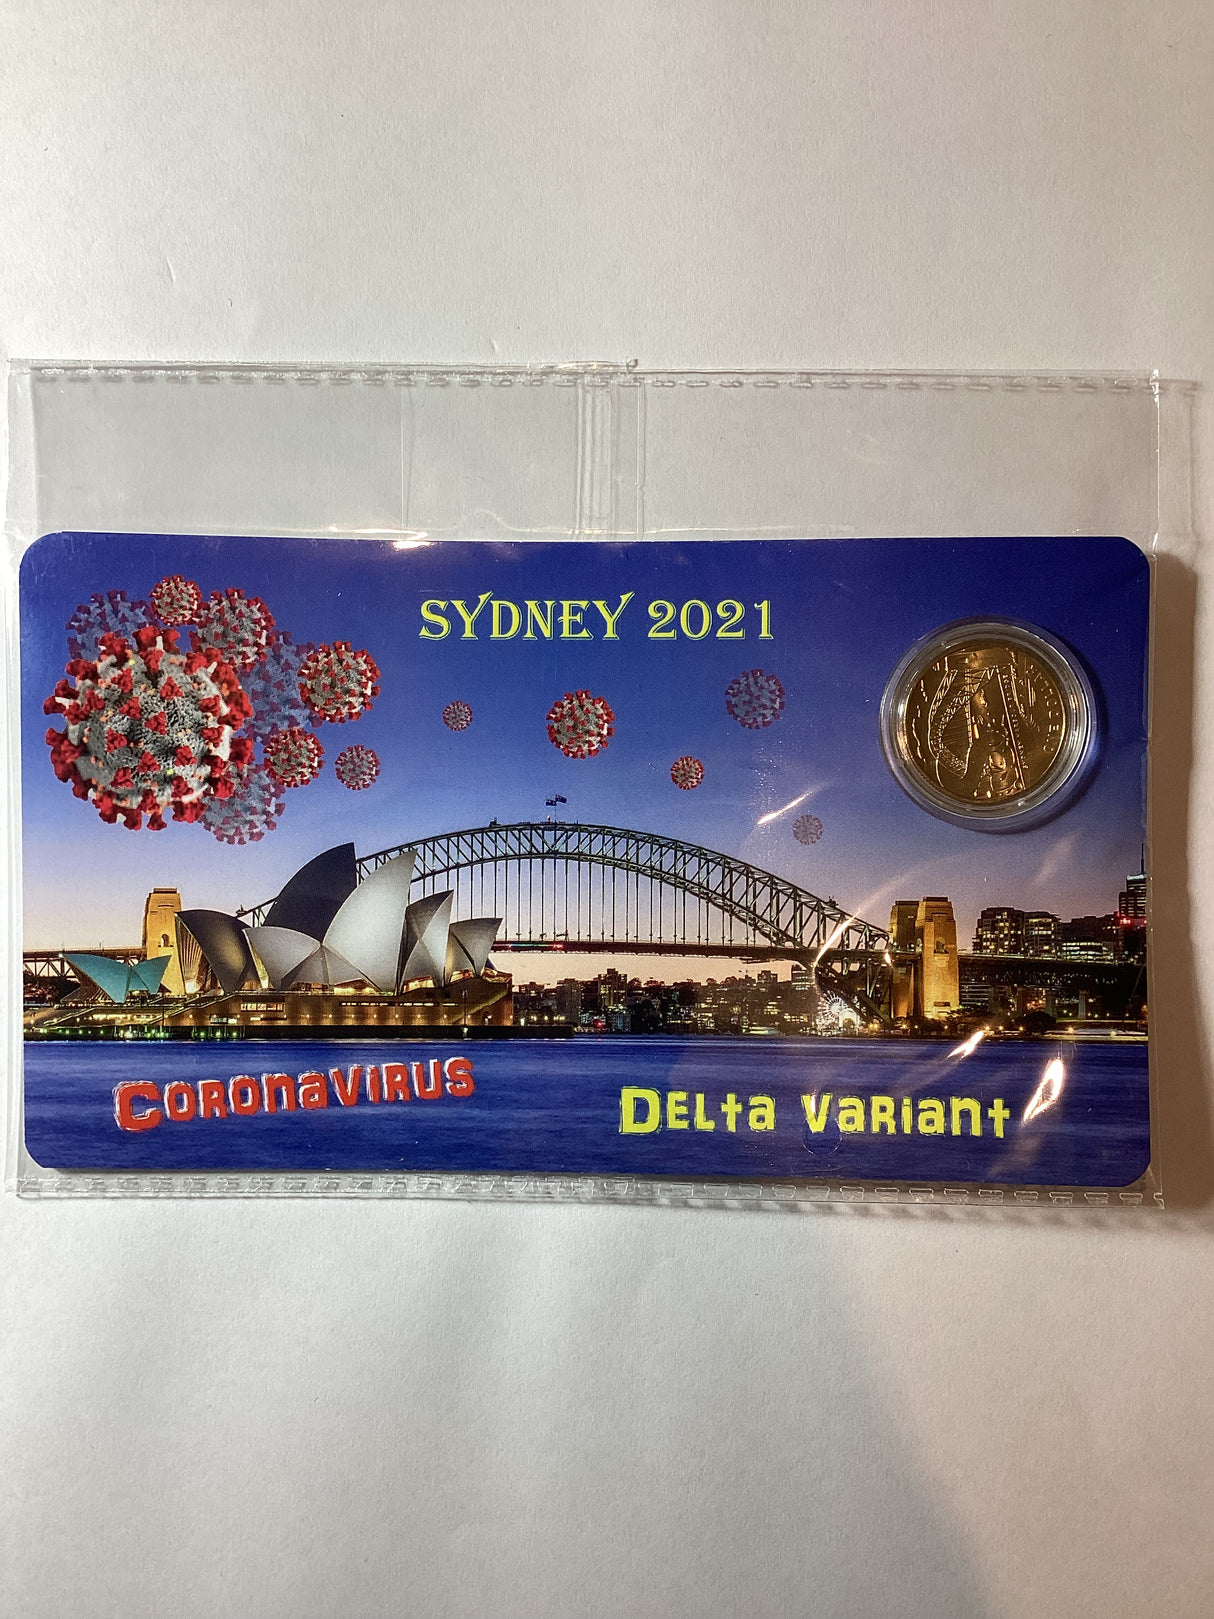 SYDNEY 2021
CORONAVIRUS
DELTA VARIANT